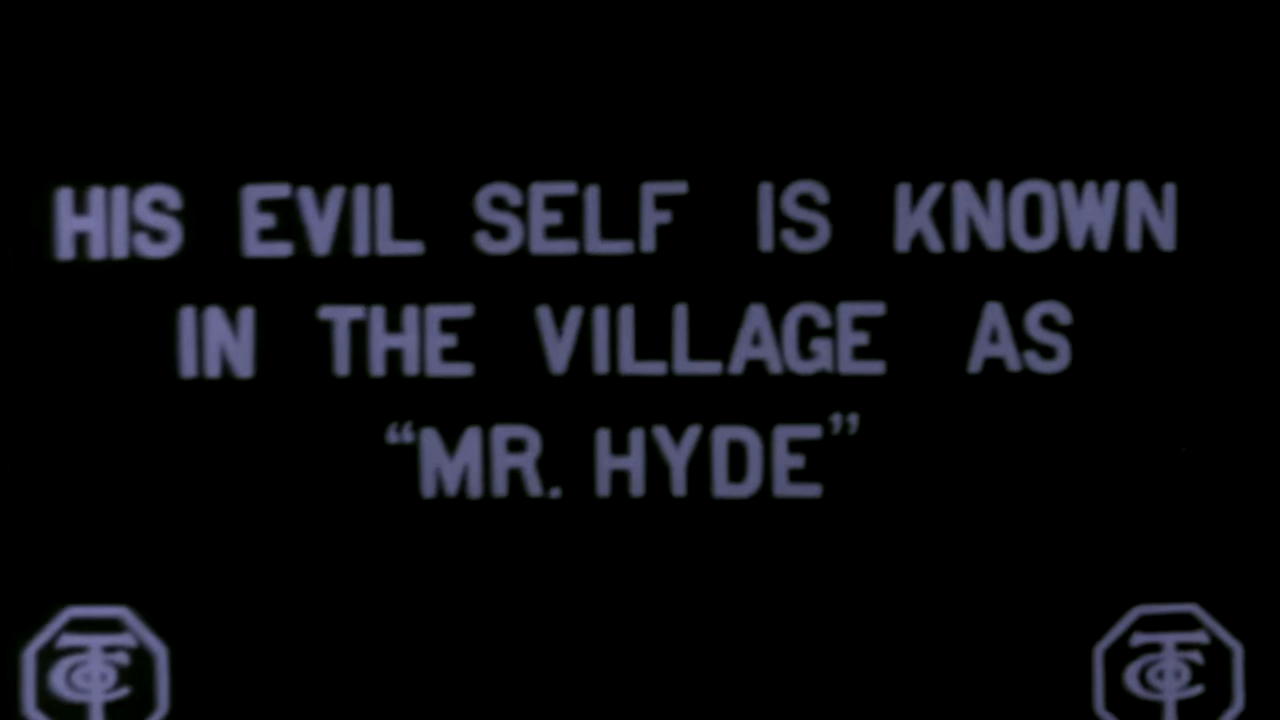 HIS EVIL SELF IS KNOWN
IN THE VILLAGE AS
“MR. HYDE”